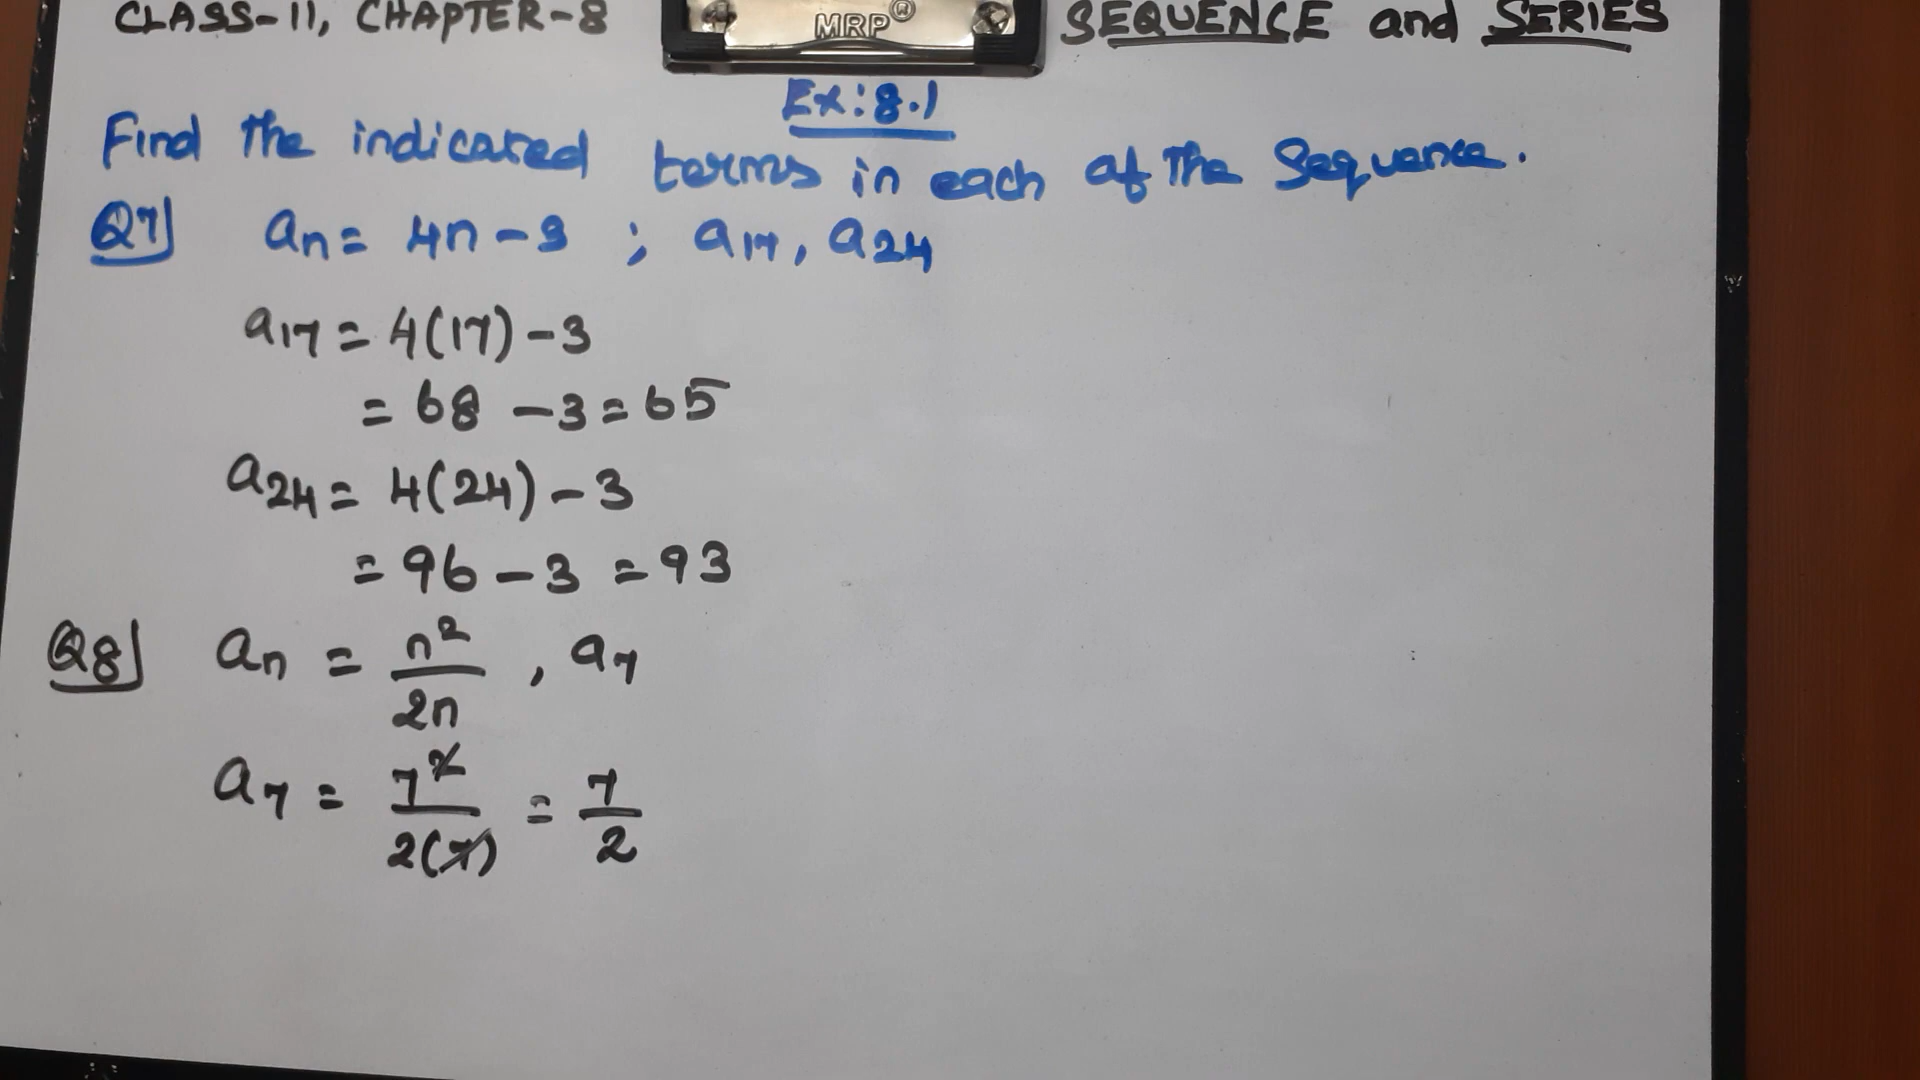 CLASS-11, CHAPTER-8 MRP® SEQUENCE and SERIES
Ex: 8.1
Find the indicated terms in each of the Sequence.
Q7] an = 4n - 3 ; a17, a24
a17 = 4(17) - 3
= 68 - 3 = 65
a24 = 4(24) - 3
= 96 - 3 = 93
Q8] an = n²/2n , a7
a7 = 7²/2(7) = 7/2